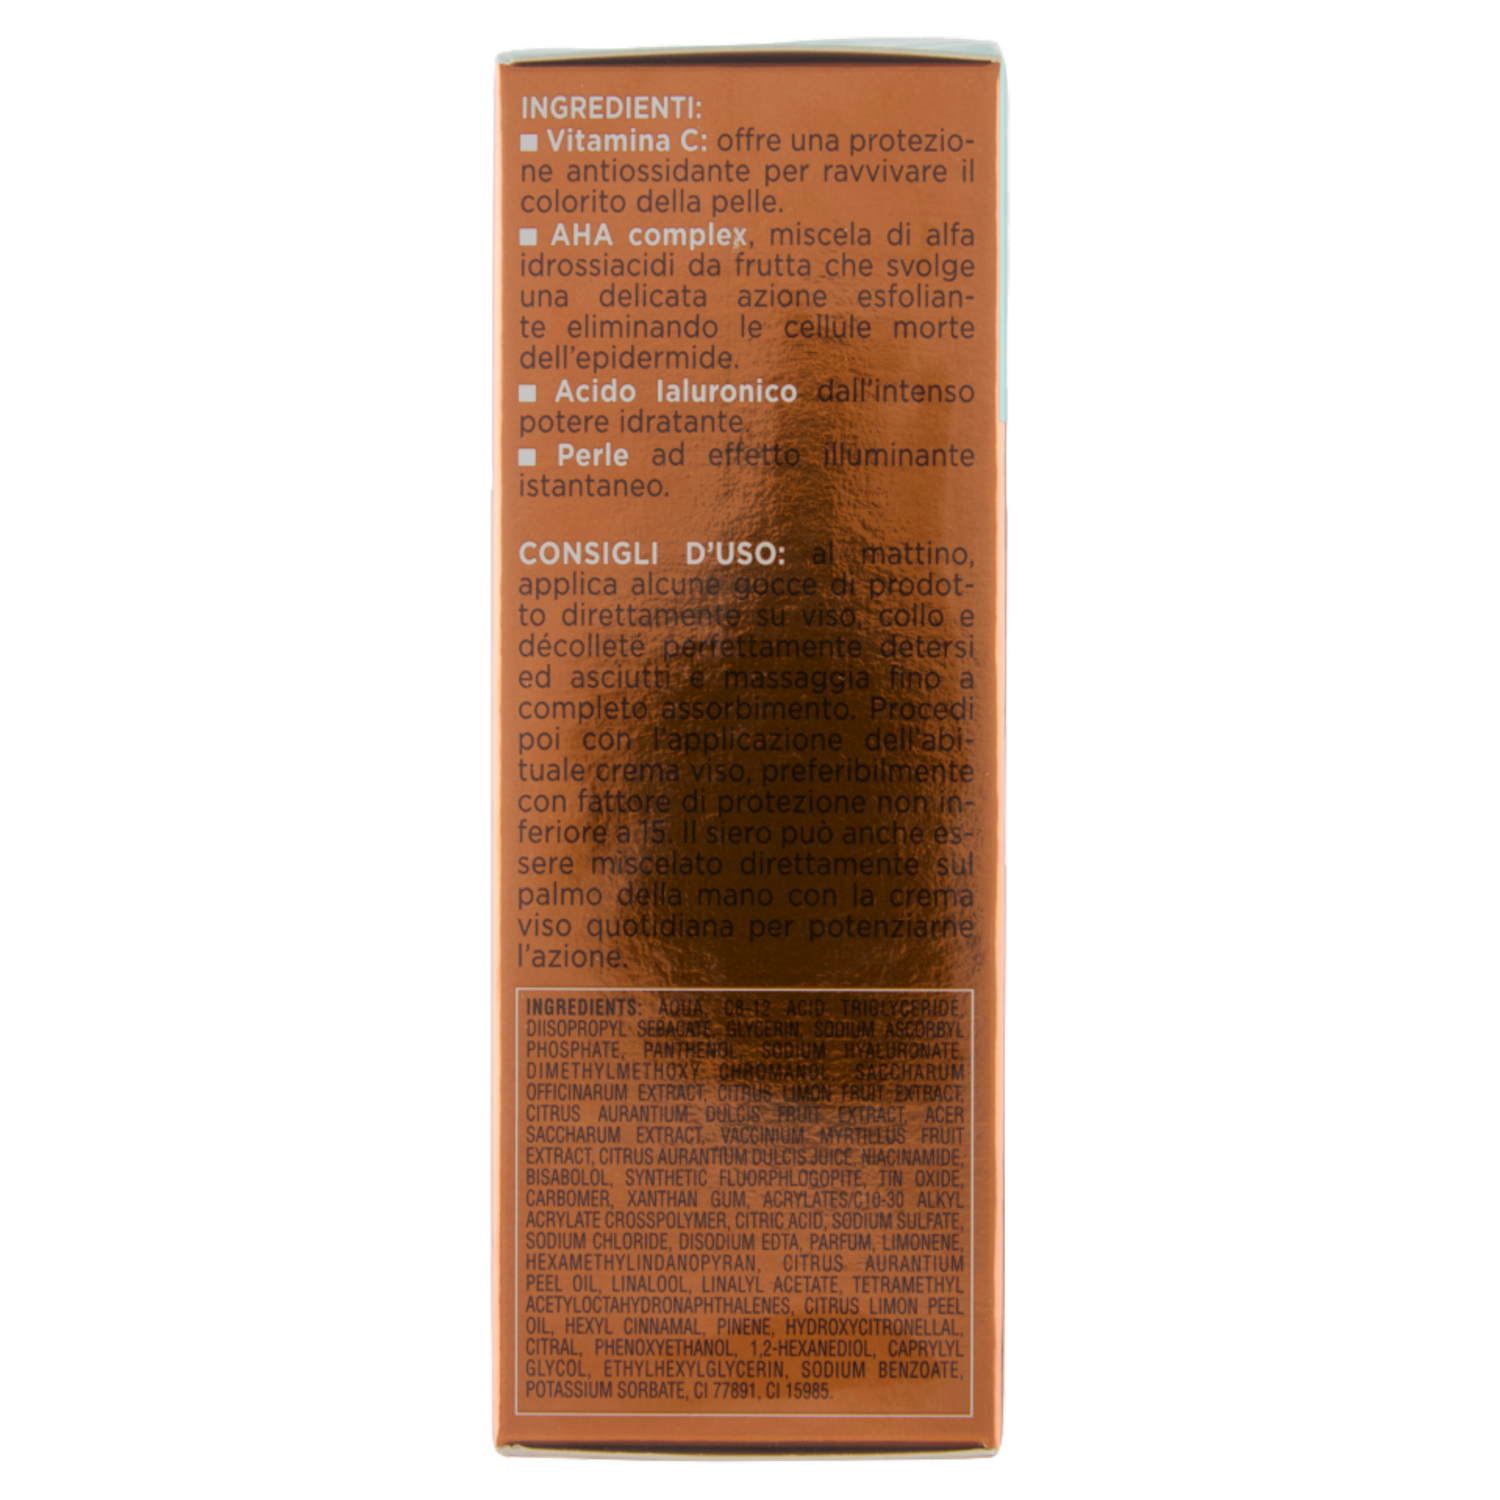 INGREDIENTI:
■ Vitamina C: offre una protezio-
ne antiossidante per ravvivare il
colorito della pelle.
■ AHA complex, miscela di alfa
idrossiacidi da frutta che svolge
una delicata azione esfolian-
te eliminando le cellule morte
dell'epidermide.
■ Acido Ialuronico dall'intenso
potere idratante.
■ Perle ad effetto illuminante
istantaneo.
CONSIGLI D'USO: al mattino,
applica alcune gocce di prodot-
to direttamente su viso, collo e
décolleté perfettamente detersi
ed asciutti e massaggia fino a
completo assorbimento. Procedi
poi con l'applicazione dell'abi-
tuale crema viso, preferibilmente
con fattore di protezione non in-
feriore a 15. Il siero può anche es-
sere miscelato direttamente sul
palmo della mano con la crema
viso quotidiana per potenziarne
l'azione.
INGREDIENTS: AQUA, C8-12 ACID TRIGLYCERIDE,
DIISOPROPYL SEBACATE, GLYCERIN, SODIUM ASCORBYL
PHOSPHATE, PANTHENOL, SODIUM HYALURONATE,
DIMETHYLMETHOXY CHROMANOL, SACCHARUM
OFFICINARUM EXTRACT, CITRUS LIMON FRUIT EXTRACT,
CITRUS AURANTIUM DULCIS FRUIT EXTRACT, ACER
SACCHARUM EXTRACT, VACCINIUM MYRTILLUS FRUIT
EXTRACT, CITRUS AURANTIUM DULCIS JUICE, NIACINAMIDE,
BISABOLOL, SYNTHETIC FLUORPHLOGOPITE, TIN OXIDE,
CARBOMER, XANTHAN GUM, ACRYLATES/C10-30 ALKYL
ACRYLATE CROSSPOLYMER, CITRIC ACID, SODIUM SULFATE,
SODIUM CHLORIDE, DISODIUM EDTA, PARFUM, LIMONENE,
HEXAMETHYLINDANOPYRAN, CITRUS AURANTIUM
PEEL OIL, LINALOOL, LINALYL ACETATE, TETRAMETHYL
ACETYLOCTAHYDRONAPHTHALENES, CITRUS LIMON PEEL
OIL, HEXYL CINNAMAL, PINENE, HYDROXYCITRONELLAL,
CITRAL, PHENOXYETHANOL, 1,2-HEXANEDIOL, CAPRYLYL
GLYCOL, ETHYLHEXYLGLYCERIN, SODIUM BENZOATE,
POTASSIUM SORBATE, CI 77891, CI 15985.